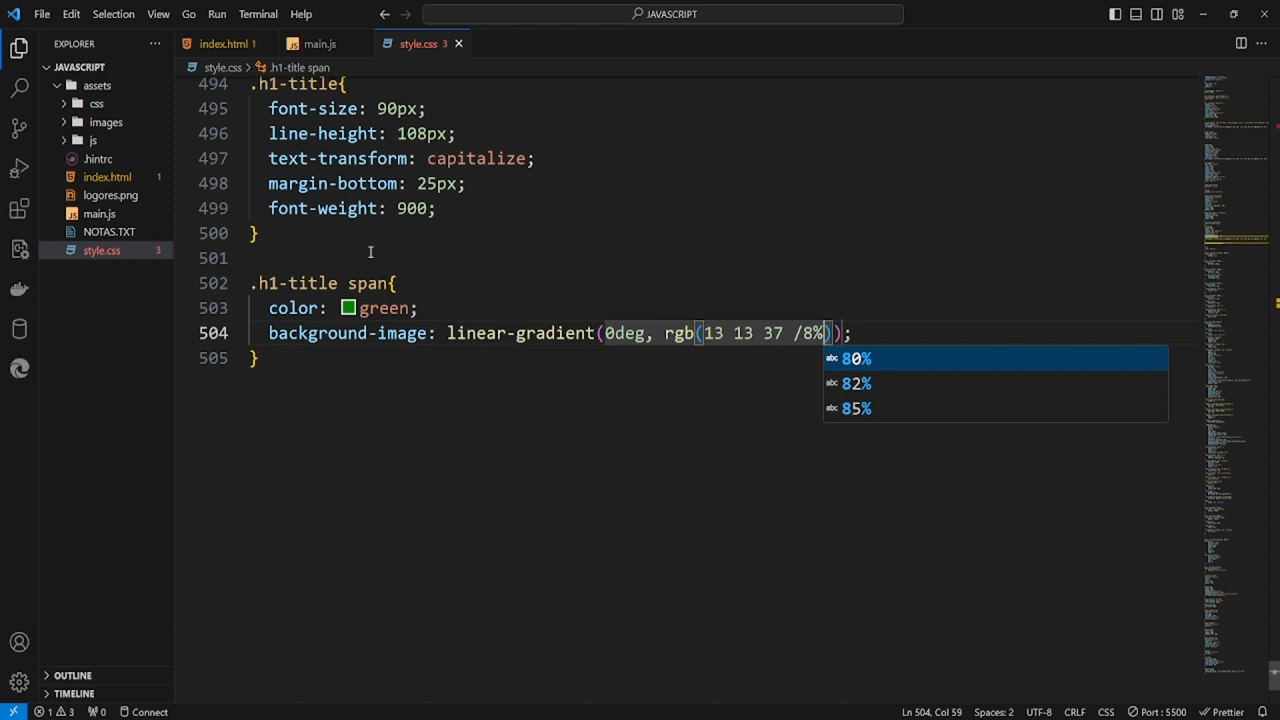 File Edit Selection View Go Run Terminal Help
JAVASCRIPT
EXPLORER
index.html 1
main.js
style.css 3
JAVASCRIPT
assets
css
images
js
.hintrc
index.html 1
logores.png
main.js
NOTAS.TXT
style.css 3
style.css > .h1-title span
494 .h1-title{
495 font-size: 90px;
496 line-height: 108px;
497 text-transform: capitalize;
498 margin-bottom: 25px;
499 font-weight: 900;
500 }
501
502 .h1-title span{
503 color: green;
504 background-image: linear-gradient(0deg, rgb(13 13 37 /8%));
505 }
abc 80%
abc 82%
abc 85%
OUTLINE
TIMELINE
1 3 0 Connect
Ln 504, Col 59 Spaces: 2 UTF-8 CRLF CSS Port : 5500 Prettier